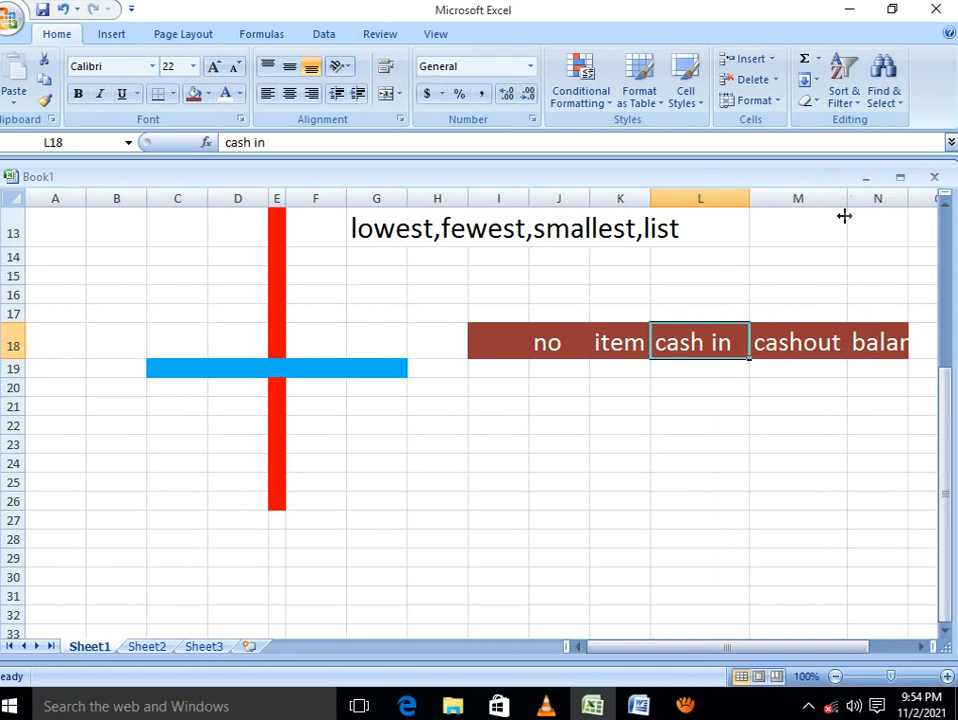 Microsoft Excel
Home Insert Page Layout Formulas Data Review View
Paste Calibri 22 General Conditional Formatting Format as Table Cell Styles Insert Delete Format Sort & Filter Find & Select
B I U A $ % , Σ
lipboard Font Alignment Number Styles Cells Editing
L18 fx cash in
Book1
A B C D E F G H I J K L M N
13 lowest,fewest,smallest,list
14
15
16
17
18 no item cash in cashout balan
19
20
21
22
23
24
25
26
27
28
29
30
31
32
33
Sheet1 Sheet2 Sheet3
eady 100%
Search the web and Windows 9:54 PM
11/2/2021